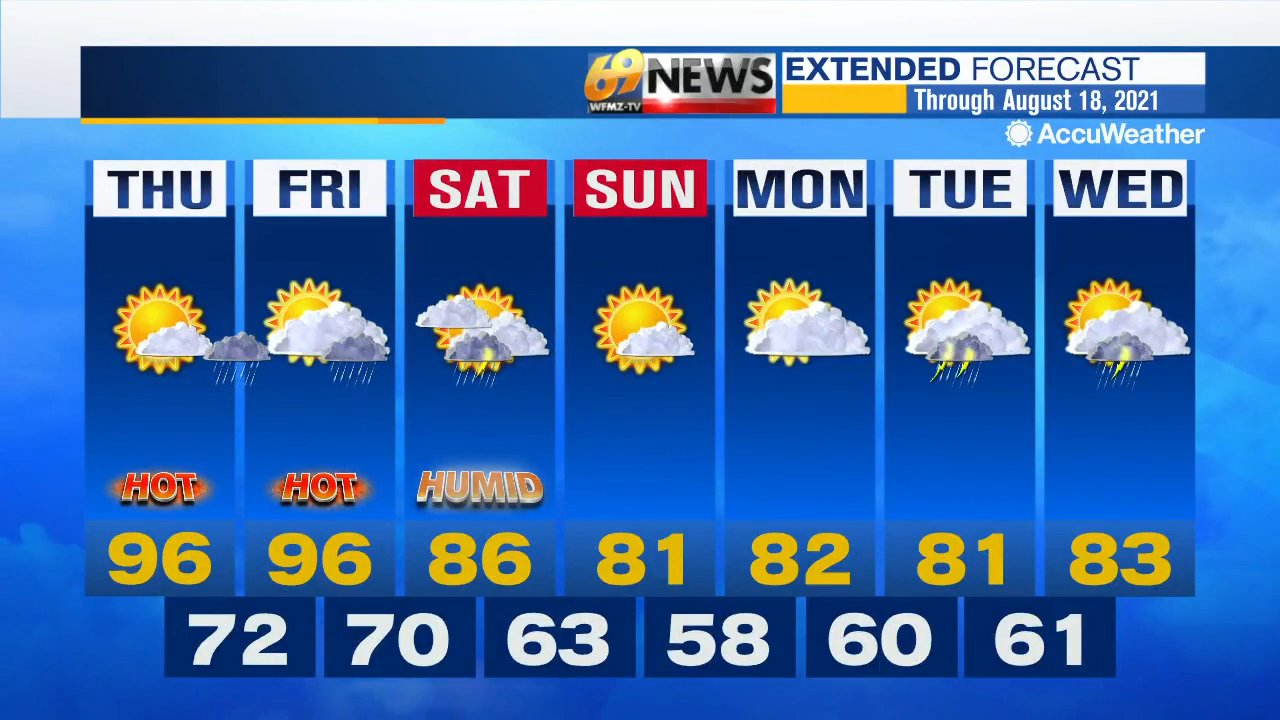 69 NEWS
WFMZ-TV
EXTENDED FORECAST
Through August 18, 2021
AccuWeather
THU FRI SAT SUN MON TUE WED
HOT HOT HUMID
96 96 86 81 82 81 83
72 70 63 58 60 61